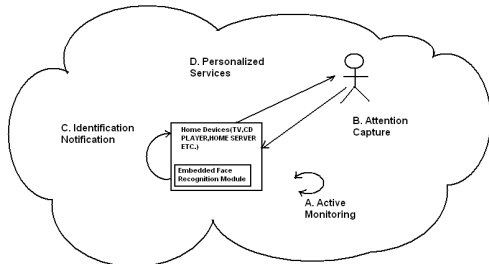 D. Personalized
Services
C. Identification
Notification
Home Devices(TV,CD
PLAYER,HOME SERVER
ETC.)
Embedded Face
Recognition Module
B. Attention
Capture
A. Active
Monitoring